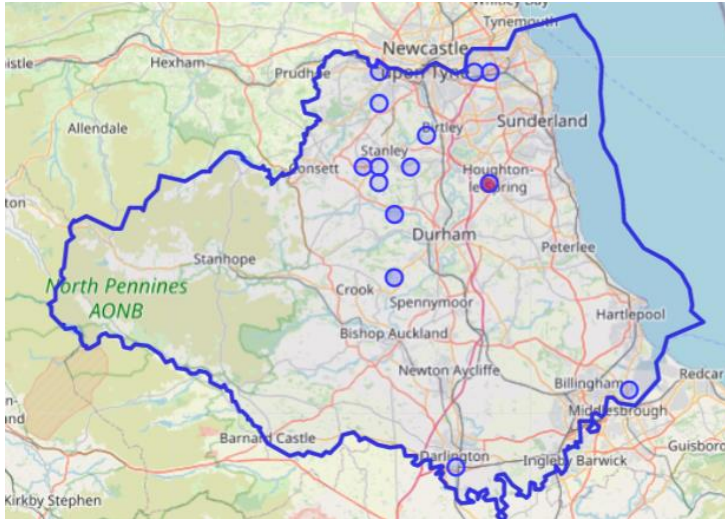 Whitley Bay
Tynemouth
Newcastle
upon Tyne
Hexham
Prudhoe
Sunderland
Allendale
Birtley
Stanley
Consett
Houghton-
le-Spring
Durham
Peterlee
Stanhope
North Pennines
AONB
Crook
Spennymoor
Hartlepool
Bishop Auckland
Newton Aycliffe
Billingham
Redcar
Middlesbrough
Barnard Castle
Darlington
Ingleby Barwick
Guisboro
Kirkby Stephen